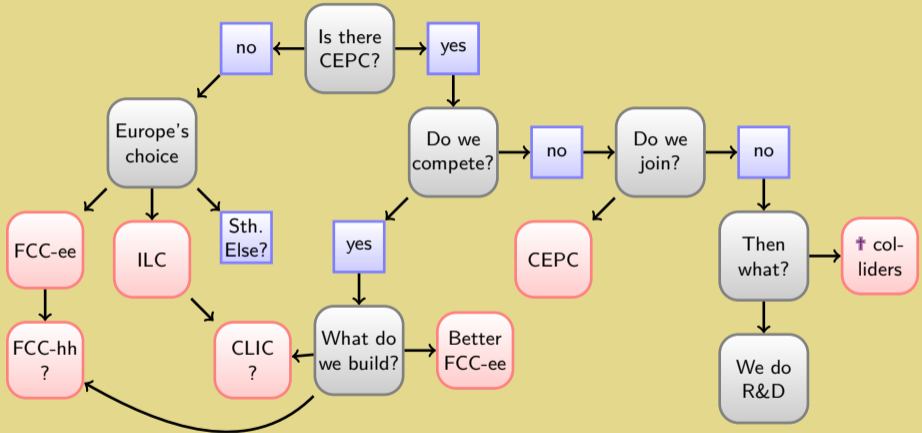 no
Is there
CEPC?
yes
Europe's
choice
Do we
compete?
no
Do we
join?
no
FCC-ee
ILC
Sth.
Else?
yes
CEPC
Then
what?
✝ col-
liders
FCC-hh
?
CLIC
?
What do
we build?
Better
FCC-ee
We do
R&D